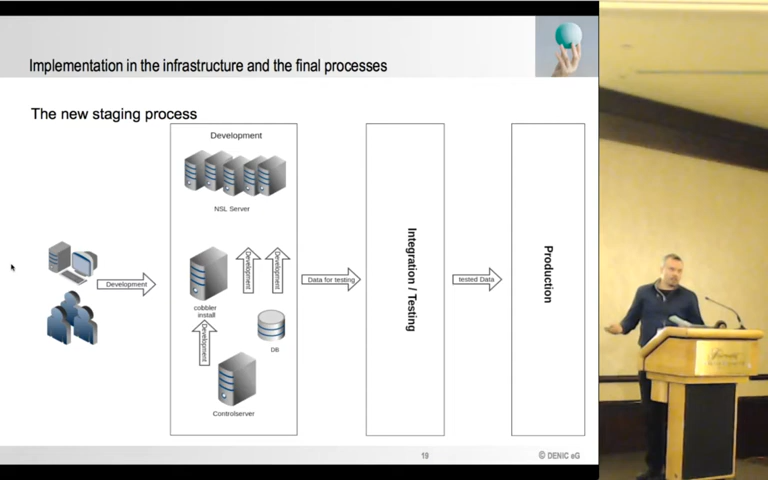 Implementation in the infrastructure and the final processes
The new staging process
Development
NSL Server
Development
cobbler
install
Development
Development
Development
DB
Controlserver
Data for testing
Integration / Testing
tested Data
Production
19
© DENIC eG